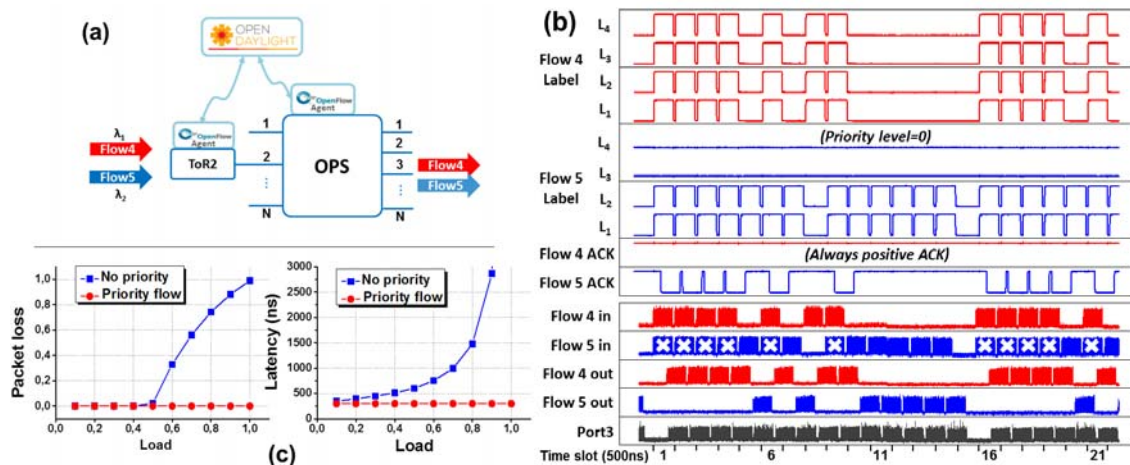 (a)
OPEN
DAYLIGHT
OpenFlow
Agent
OpenFlow
Agent
λ1
Flow4
ToR2
Flow5
λ2
1
2
N
OPS
1
2
3
N
Flow4
Flow5
Packet loss
1,0
0,8
0,6
0,4
0,2
0,0
No priority
Priority flow
0,0 0,2 0,4 0,6 0,8 1,0
Load
Latency (ns)
3000
2500
2000
1500
1000
500
0
No priority
Priority flow
0,0 0,2 0,4 0,6 0,8 1,0
Load
(c)
(b)
Flow 4
Label
L4
L3
L2
L1
(Priority level=0)
Flow 5
Label
L4
L3
L2
L1
Flow 4 ACK
(Always positive ACK)
Flow 5 ACK
Flow 4 in
Flow 5 in
Flow 4 out
Flow 5 out
Port3
Time slot (500ns) 1 6 11 16 21